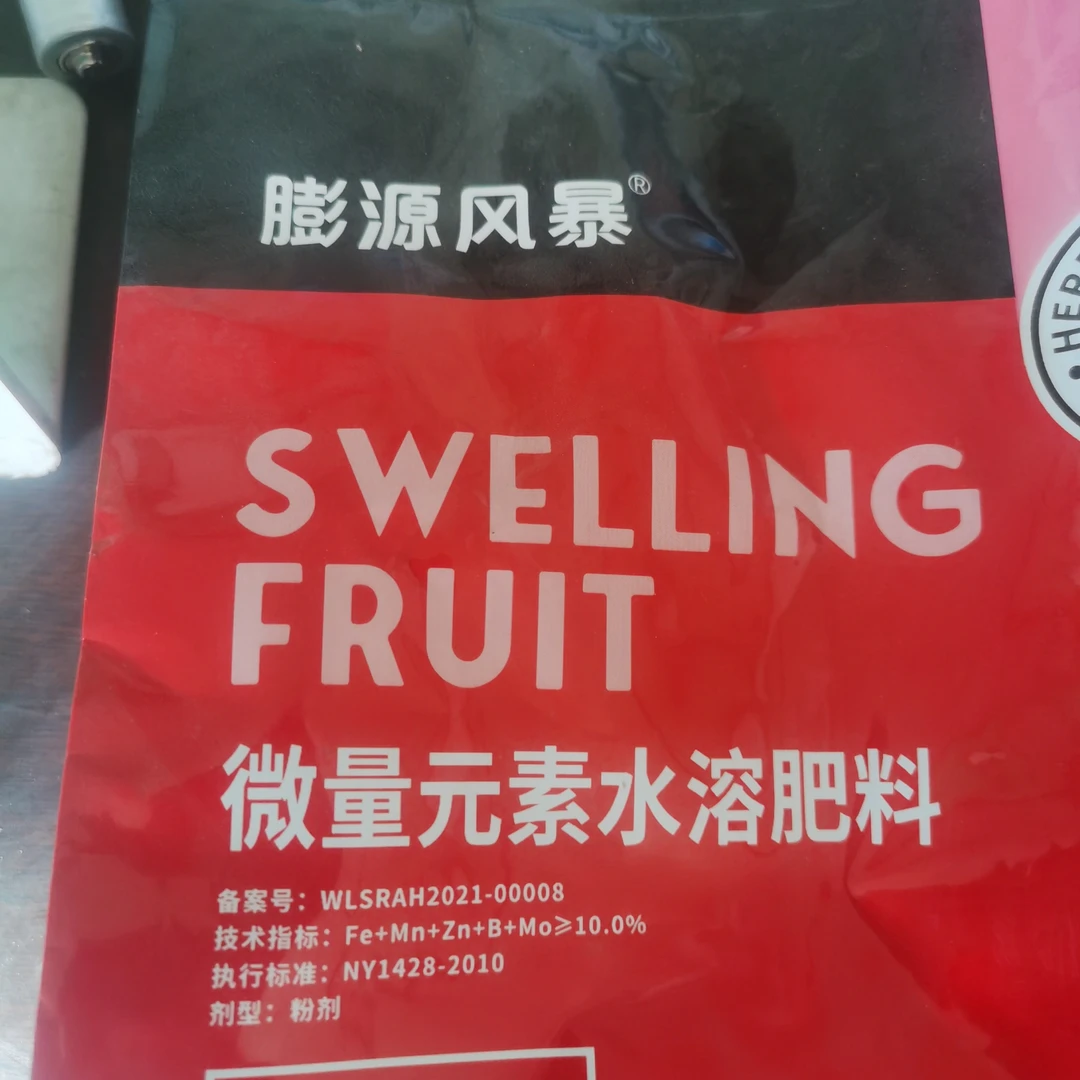 膨源风暴®
SWELLING
FRUIT
微量元素水溶肥料
备案号：WLSRAH2021-00008
技术指标：Fe+Mn+Zn+B+Mo≥10.0%
执行标准：NY1428-2010
剂型：粉剂